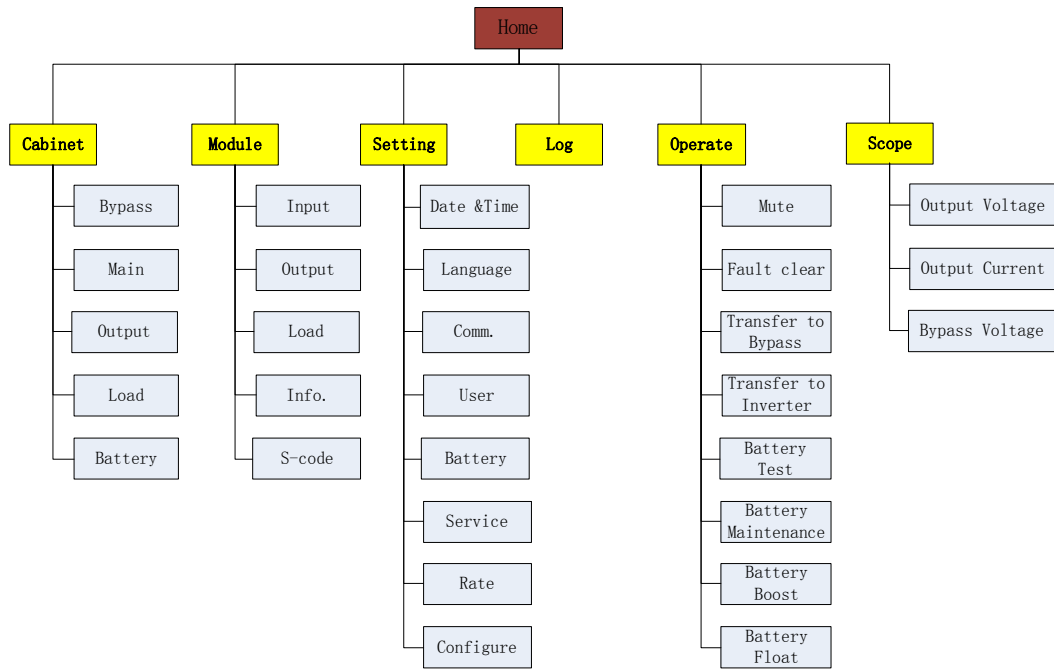 Home
Cabinet
Module
Setting
Log
Operate
Scope
Bypass
Main
Output
Load
Battery
Input
Output
Load
Info.
S-code
Date &Time
Language
Comm.
User
Battery
Service
Rate
Configure
Mute
Fault clear
Transfer to
Bypass
Transfer to
Inverter
Battery
Test
Battery
Maintenance
Battery
Boost
Battery
Float
Output Voltage
Output Current
Bypass Voltage